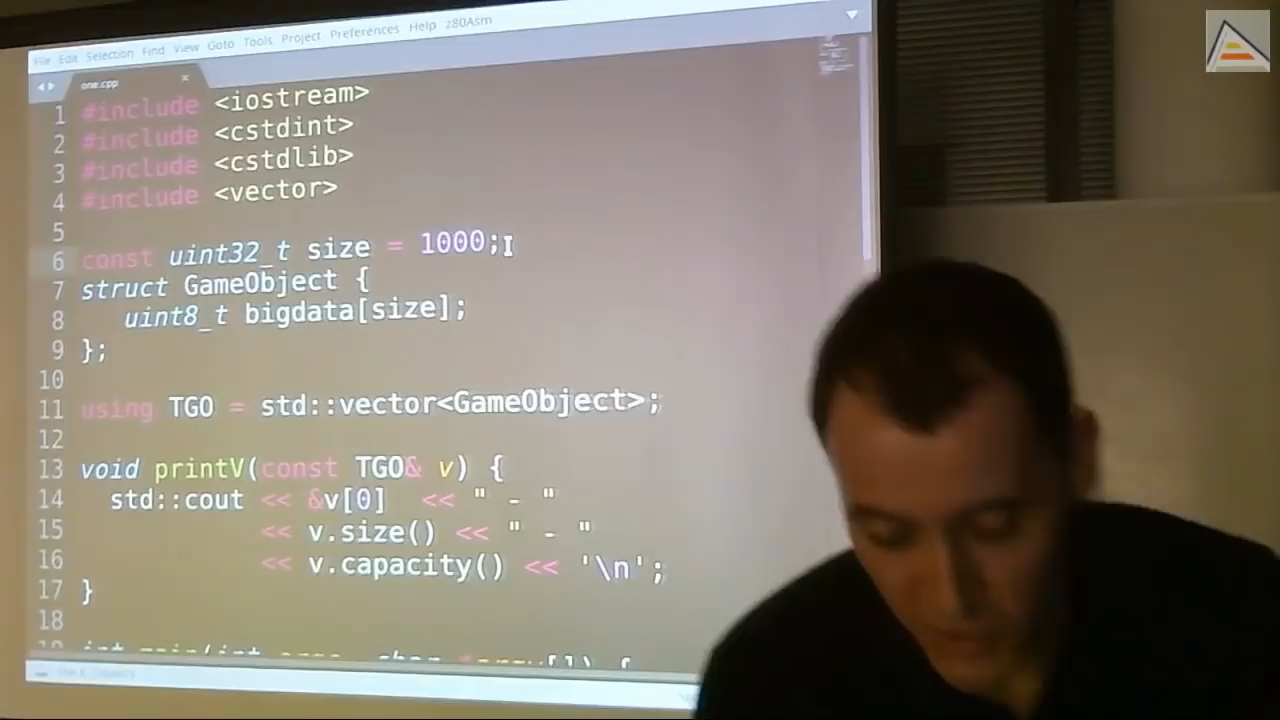 File Edit Selection Find View Goto Tools Project Preferences Help z80Asm
one.cpp
1 #include <iostream>
2 #include <cstdint>
3 #include <cstdlib>
4 #include <vector>
5
6 const uint32_t size = 1000;
7 struct GameObject {
8 uint8_t bigdata[size];
9 };
10
11 using TGO = std::vector<GameObject>;
12
13 void printV(const TGO& v) {
14 std::cout << &v[0] << " - "
15 << v.size() << " - "
16 << v.capacity() << '\n';
17 }
18